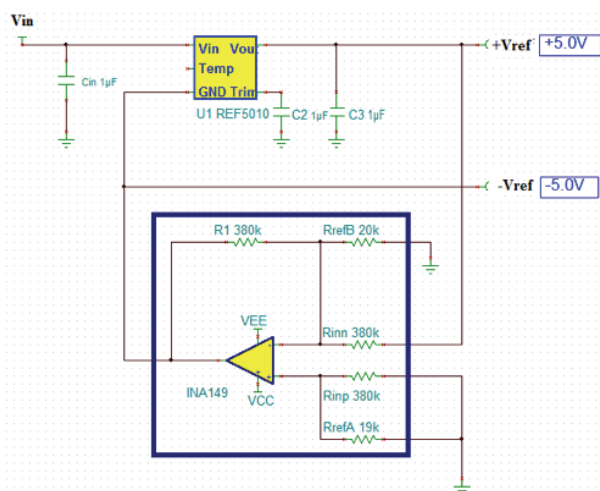 Vin
Vin Vout
Temp
GND Trim
Cin 1µF
U1 REF5010
C2 1µF
C3 1µF
+Vref
+5.0V
-Vref
-5.0V
R1 380k
RrefB 20k
VEE
Rinn 380k
INA149
VCC
Rinp 380k
RrefA 19k